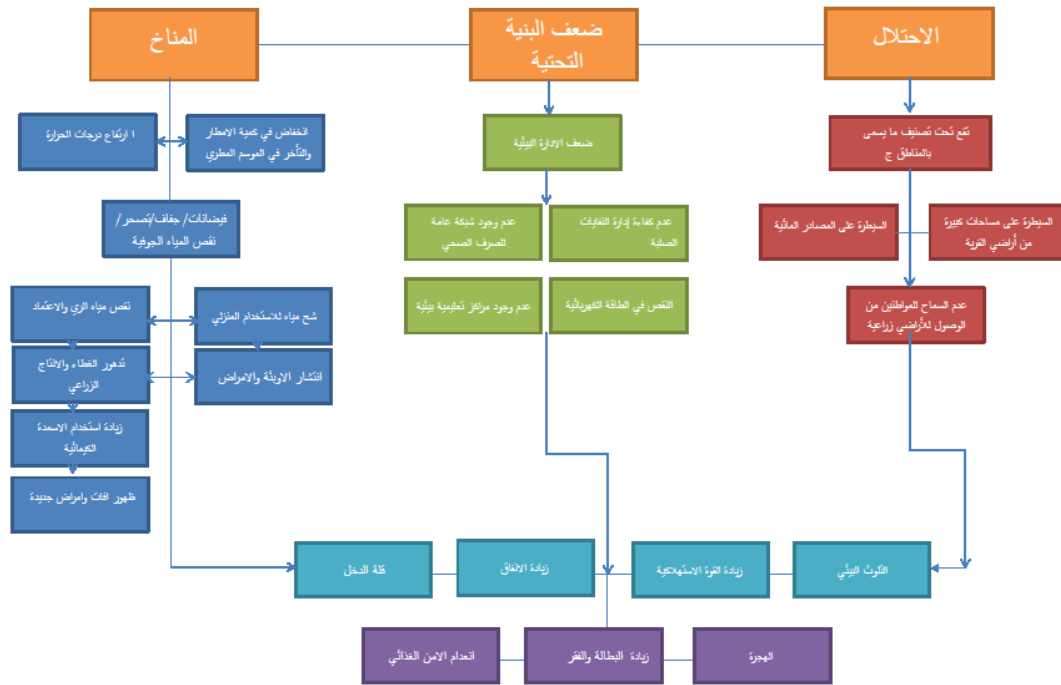 الاحتلال
ضعف البنية
التحتية
المناخ
تقع تحت تصنيف ما يسمى
بالمناطق ج
السيطرة على مساحات كبيرة
من أراضي القرية
السيطرة على المصادر المائية
عدم السماح للمواطنين من
الوصول للأراضي زراعية
ضعف الادارة البيئية
عدم كفاءة إدارة النفايات
الصلبة
عدم وجود شبكة عامة
للصرف الصحي
النقص في الطاقة الكهربائية
عدم وجود مراكز تعليمية بيئية
انخفاض في كمية الامطار
والتأخر في الموسم المطري
ا ارتفاع درجات الحرارة
فيضانات/ جفاف/تصحر/
نقص المياه الجوفية
شح مياه للاستخدام المنزلي
نقص مياه الري والاعتماد
انتشار الاوبئة والامراض
تدهور الغطاء والانتاج
الزراعي
زيادة استخدام الاسمدة
الكيمائية
ظهور افات وامراض جديدة
التلوث البيئي
زيادة القوة الاستهلاكية
زيادة الانفاق
قلة الدخل
الهجرة
زيادة البطالة والفقر
انعدام الامن الغذائي